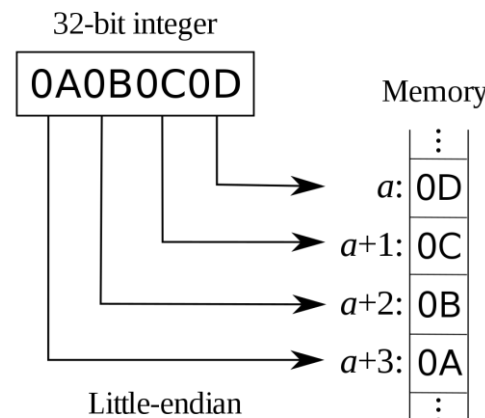 32-bit integer
0A0B0C0D
Memory
⋮
a: 0D
a+1: 0C
a+2: 0B
a+3: 0A
⋮
Little-endian